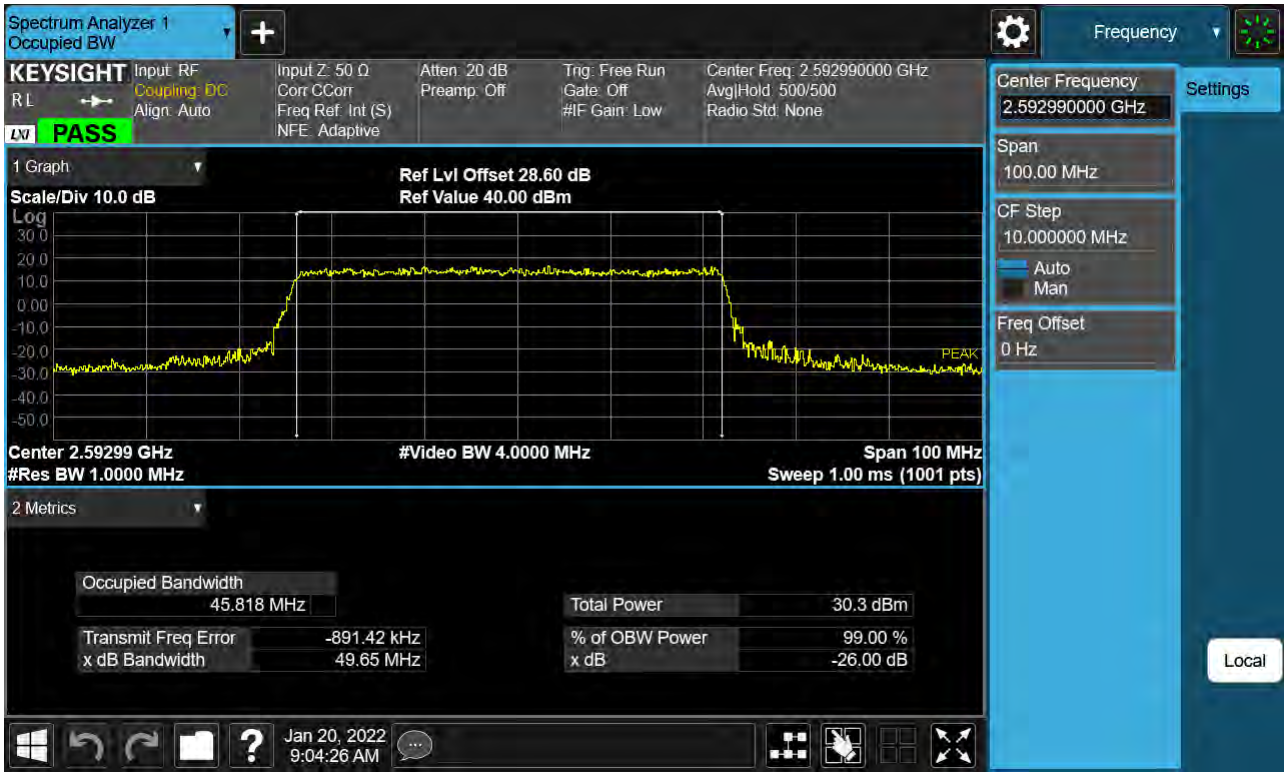 Spectrum Analyzer 1
Occupied BW
+
Frequency
KEYSIGHT
R L
LXI
PASS
Input: RF
Coupling: DC
Align: Auto
Input Z: 50 Ω
Corr CCorr
Freq Ref: Int (S)
NFE: Adaptive
Atten: 20 dB
Preamp: Off
Trig: Free Run
Gate: Off
#IF Gain: Low
Center Freq: 2.592990000 GHz
Avg|Hold: 500/500
Radio Std: None
Center Frequency
2.592990000 GHz
Settings
Span
100.00 MHz
CF Step
10.000000 MHz
Auto
Man
Freq Offset
0 Hz
Local
1 Graph
Scale/Div 10.0 dB
Ref Lvl Offset 28.60 dB
Ref Value 40.00 dBm
Log
30.0
20.0
10.0
0.00
-10.0
-20.0
-30.0
-40.0
-50.0
PEAK
Center 2.59299 GHz
#Video BW 4.0000 MHz
Span 100 MHz
#Res BW 1.0000 MHz
Sweep 1.00 ms (1001 pts)
2 Metrics
Occupied Bandwidth
45.818 MHz
Total Power 30.3 dBm
Transmit Freq Error -891.42 kHz
% of OBW Power 99.00 %
x dB Bandwidth 49.65 MHz
x dB -26.00 dB
?
Jan 20, 2022
9:04:26 AM